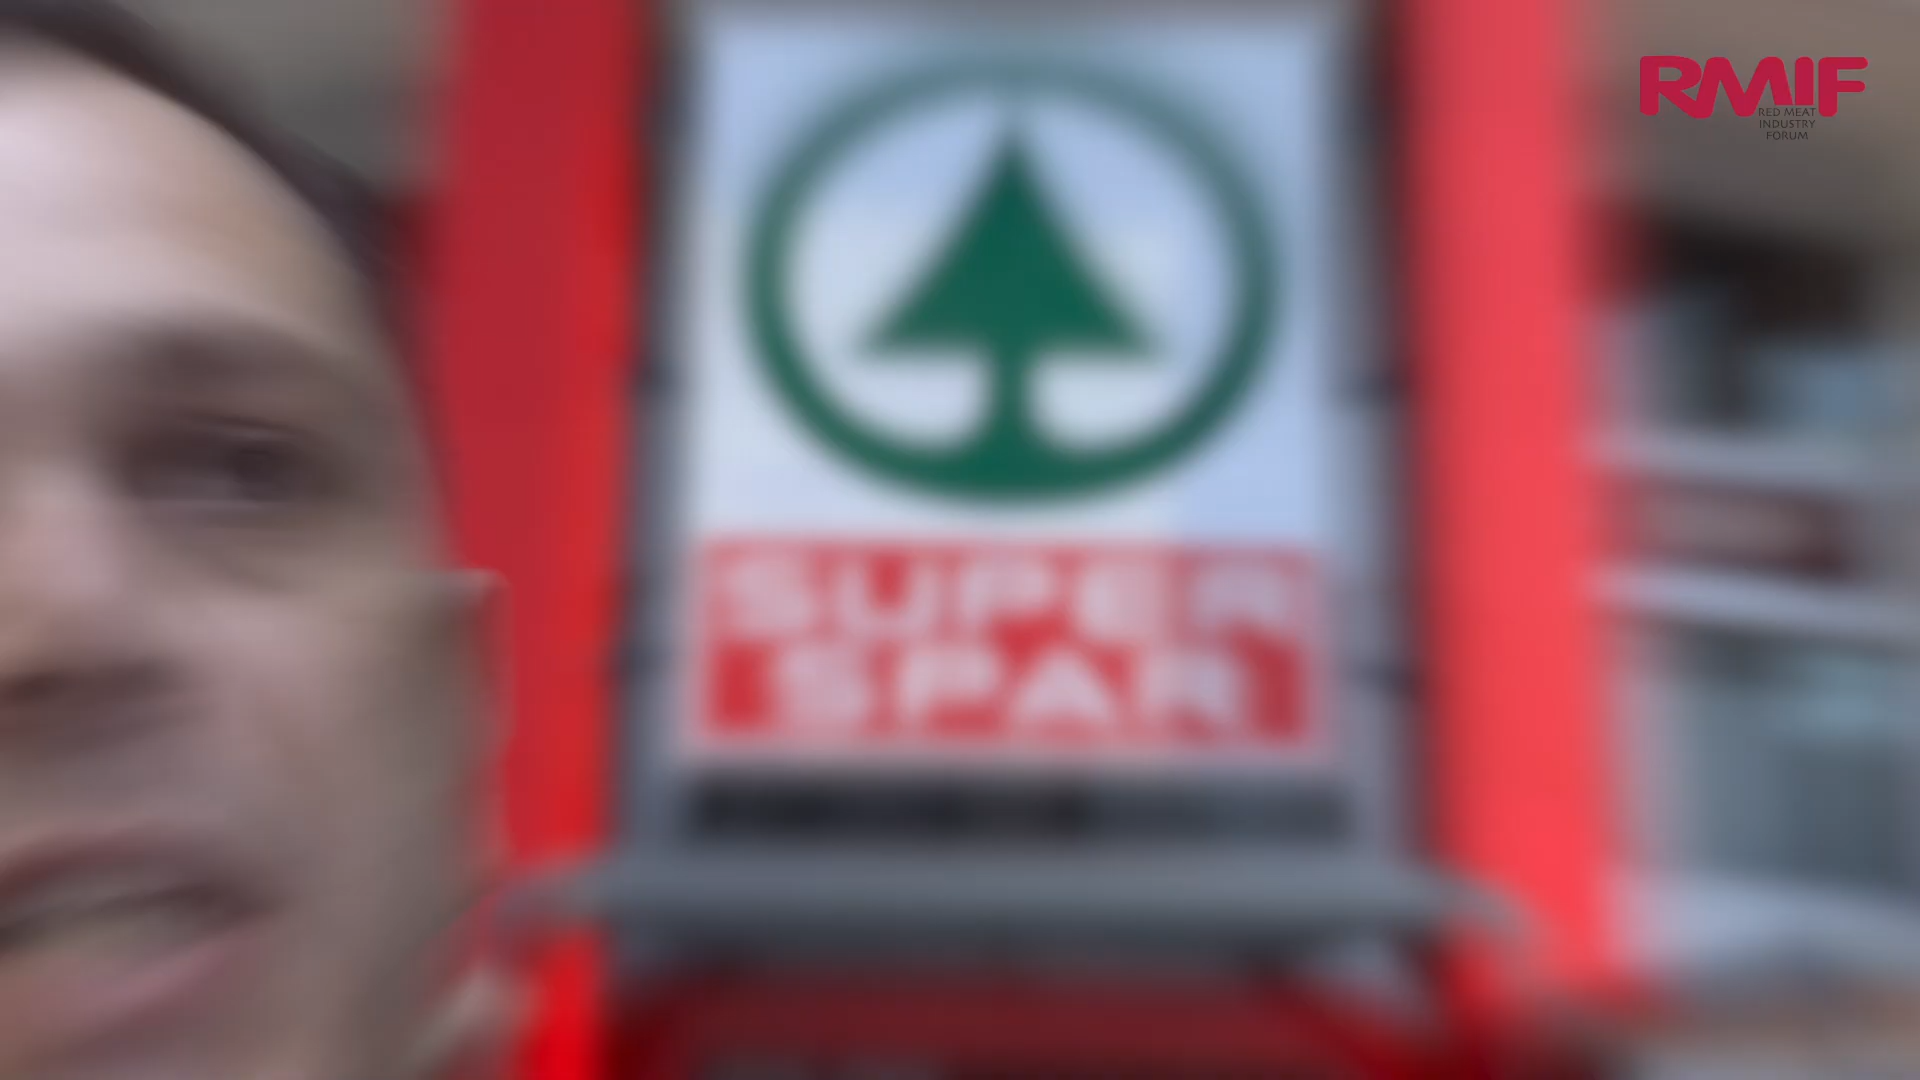 RMIF
RED MEAT
INDUSTRY
FORUM
SUPER
SPAR